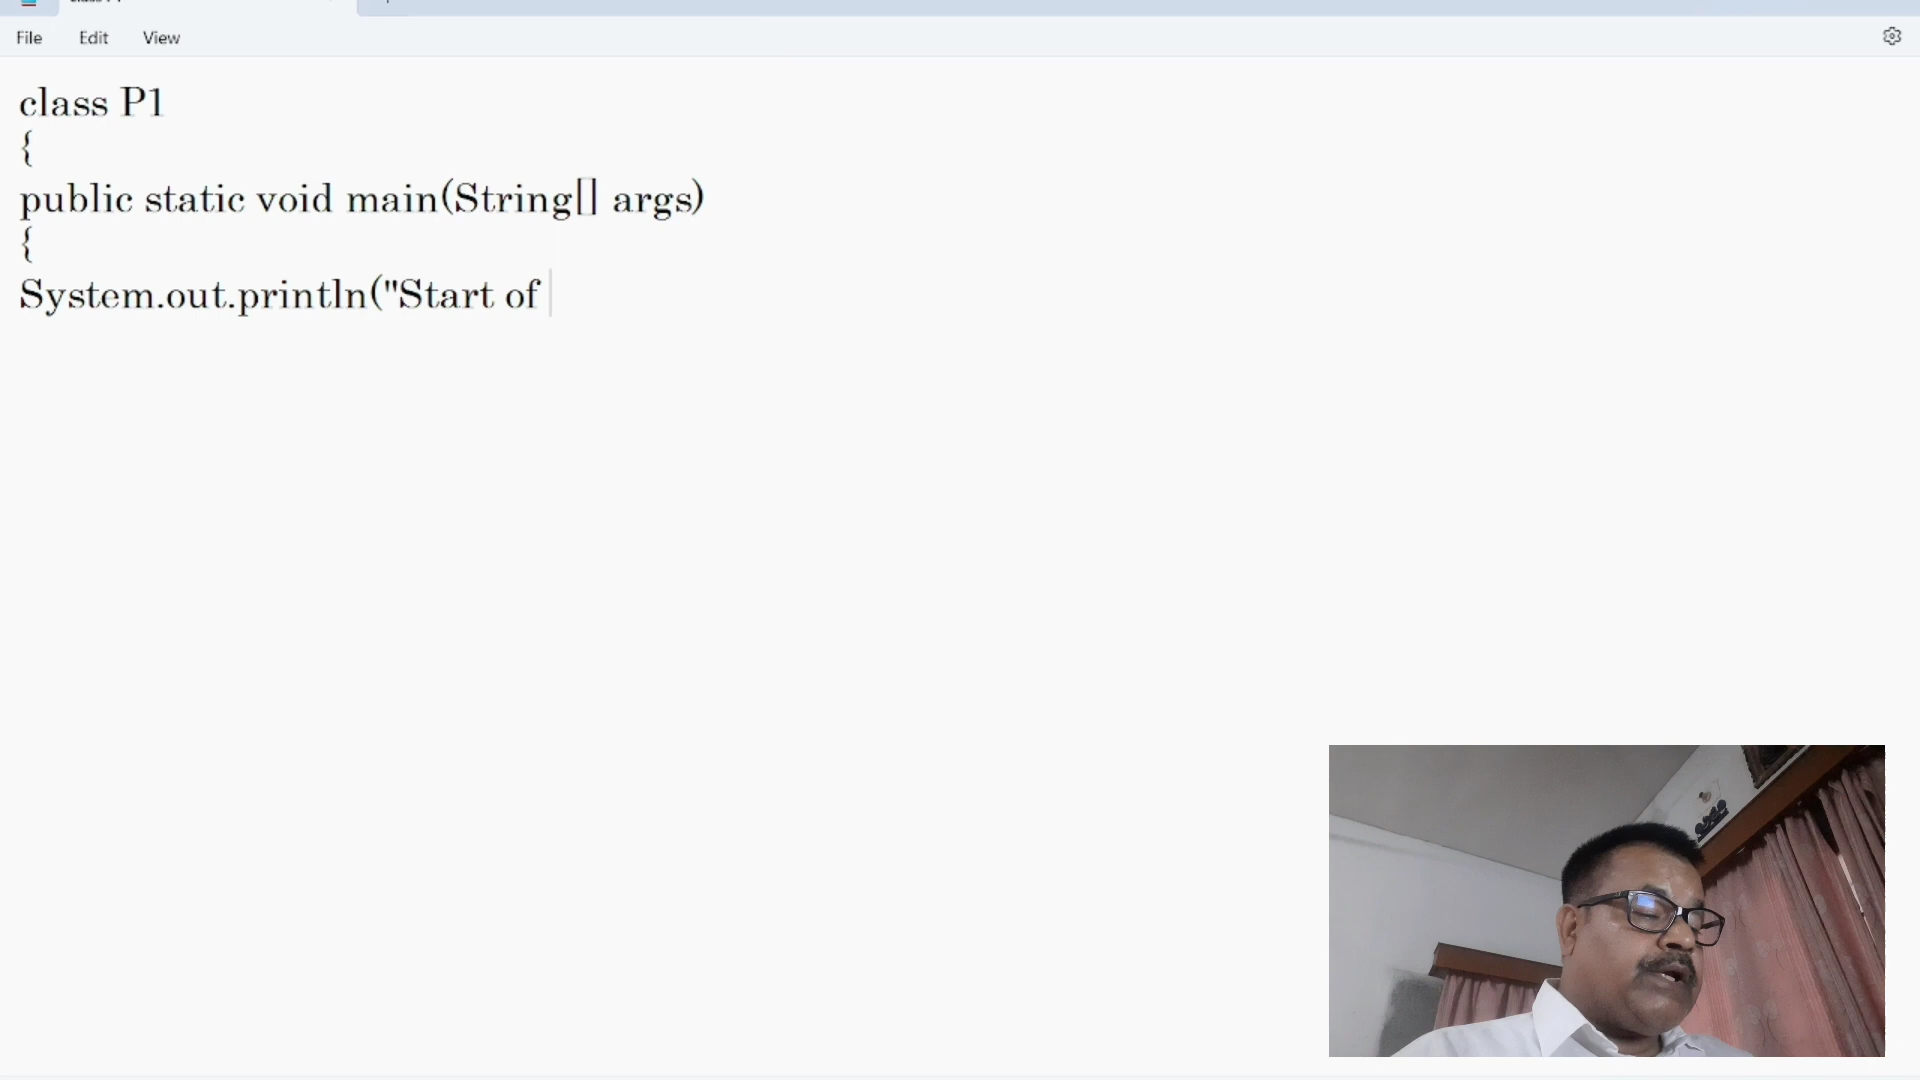 File Edit View
class P1
{
public static void main(String[] args)
{
System.out.println("Start of